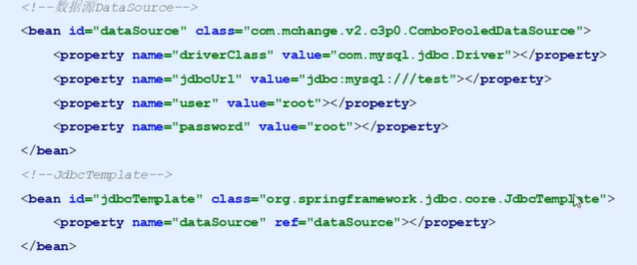 <!--数据源DataSource-->
<bean id="dataSource" class="com.mchange.v2.c3p0.ComboPooledDataSource">
<property name="driverClass" value="com.mysql.jdbc.Driver"></property>
<property name="jdbcUrl" value="jdbc:mysql:///test"></property>
<property name="user" value="root"></property>
<property name="password" value="root"></property>
</bean>
<!--JdbcTemplate-->
<bean id="jdbcTemplate" class="org.springframework.jdbc.core.JdbcTemplate">
<property name="dataSource" ref="dataSource"></property>
</bean>